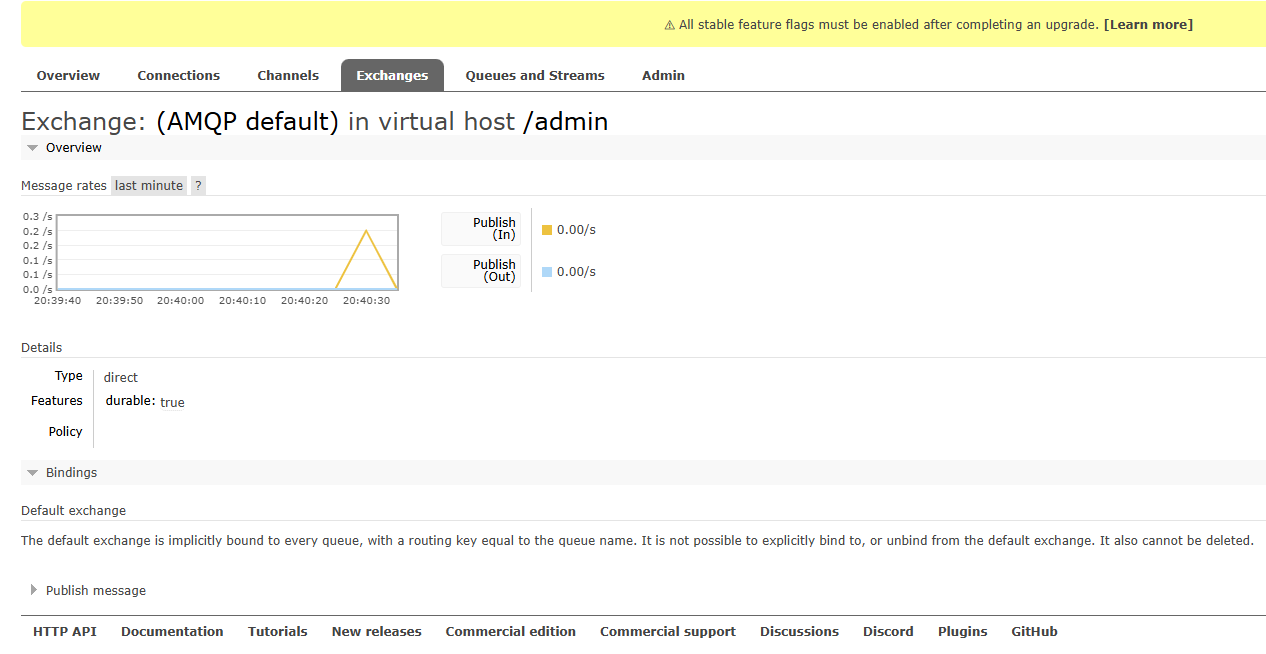 ⚠ All stable feature flags must be enabled after completing an upgrade. [Learn more]
Overview Connections Channels Exchanges Queues and Streams Admin
Exchange: (AMQP default) in virtual host /admin
Overview
Message rates last minute ?
0.3 /s
0.2 /s
0.2 /s
0.1 /s
0.1 /s
0.0 /s
20:39:40 20:39:50 20:40:00 20:40:10 20:40:20 20:40:30
Publish
(In)
0.00/s
Publish
(Out)
0.00/s
Details
Type direct
Features durable: true
Policy
Bindings
Default exchange
The default exchange is implicitly bound to every queue, with a routing key equal to the queue name. It is not possible to explicitly bind to, or unbind from the default exchange. It also cannot be deleted.
Publish message
HTTP API Documentation Tutorials New releases Commercial edition Commercial support Discussions Discord Plugins GitHub